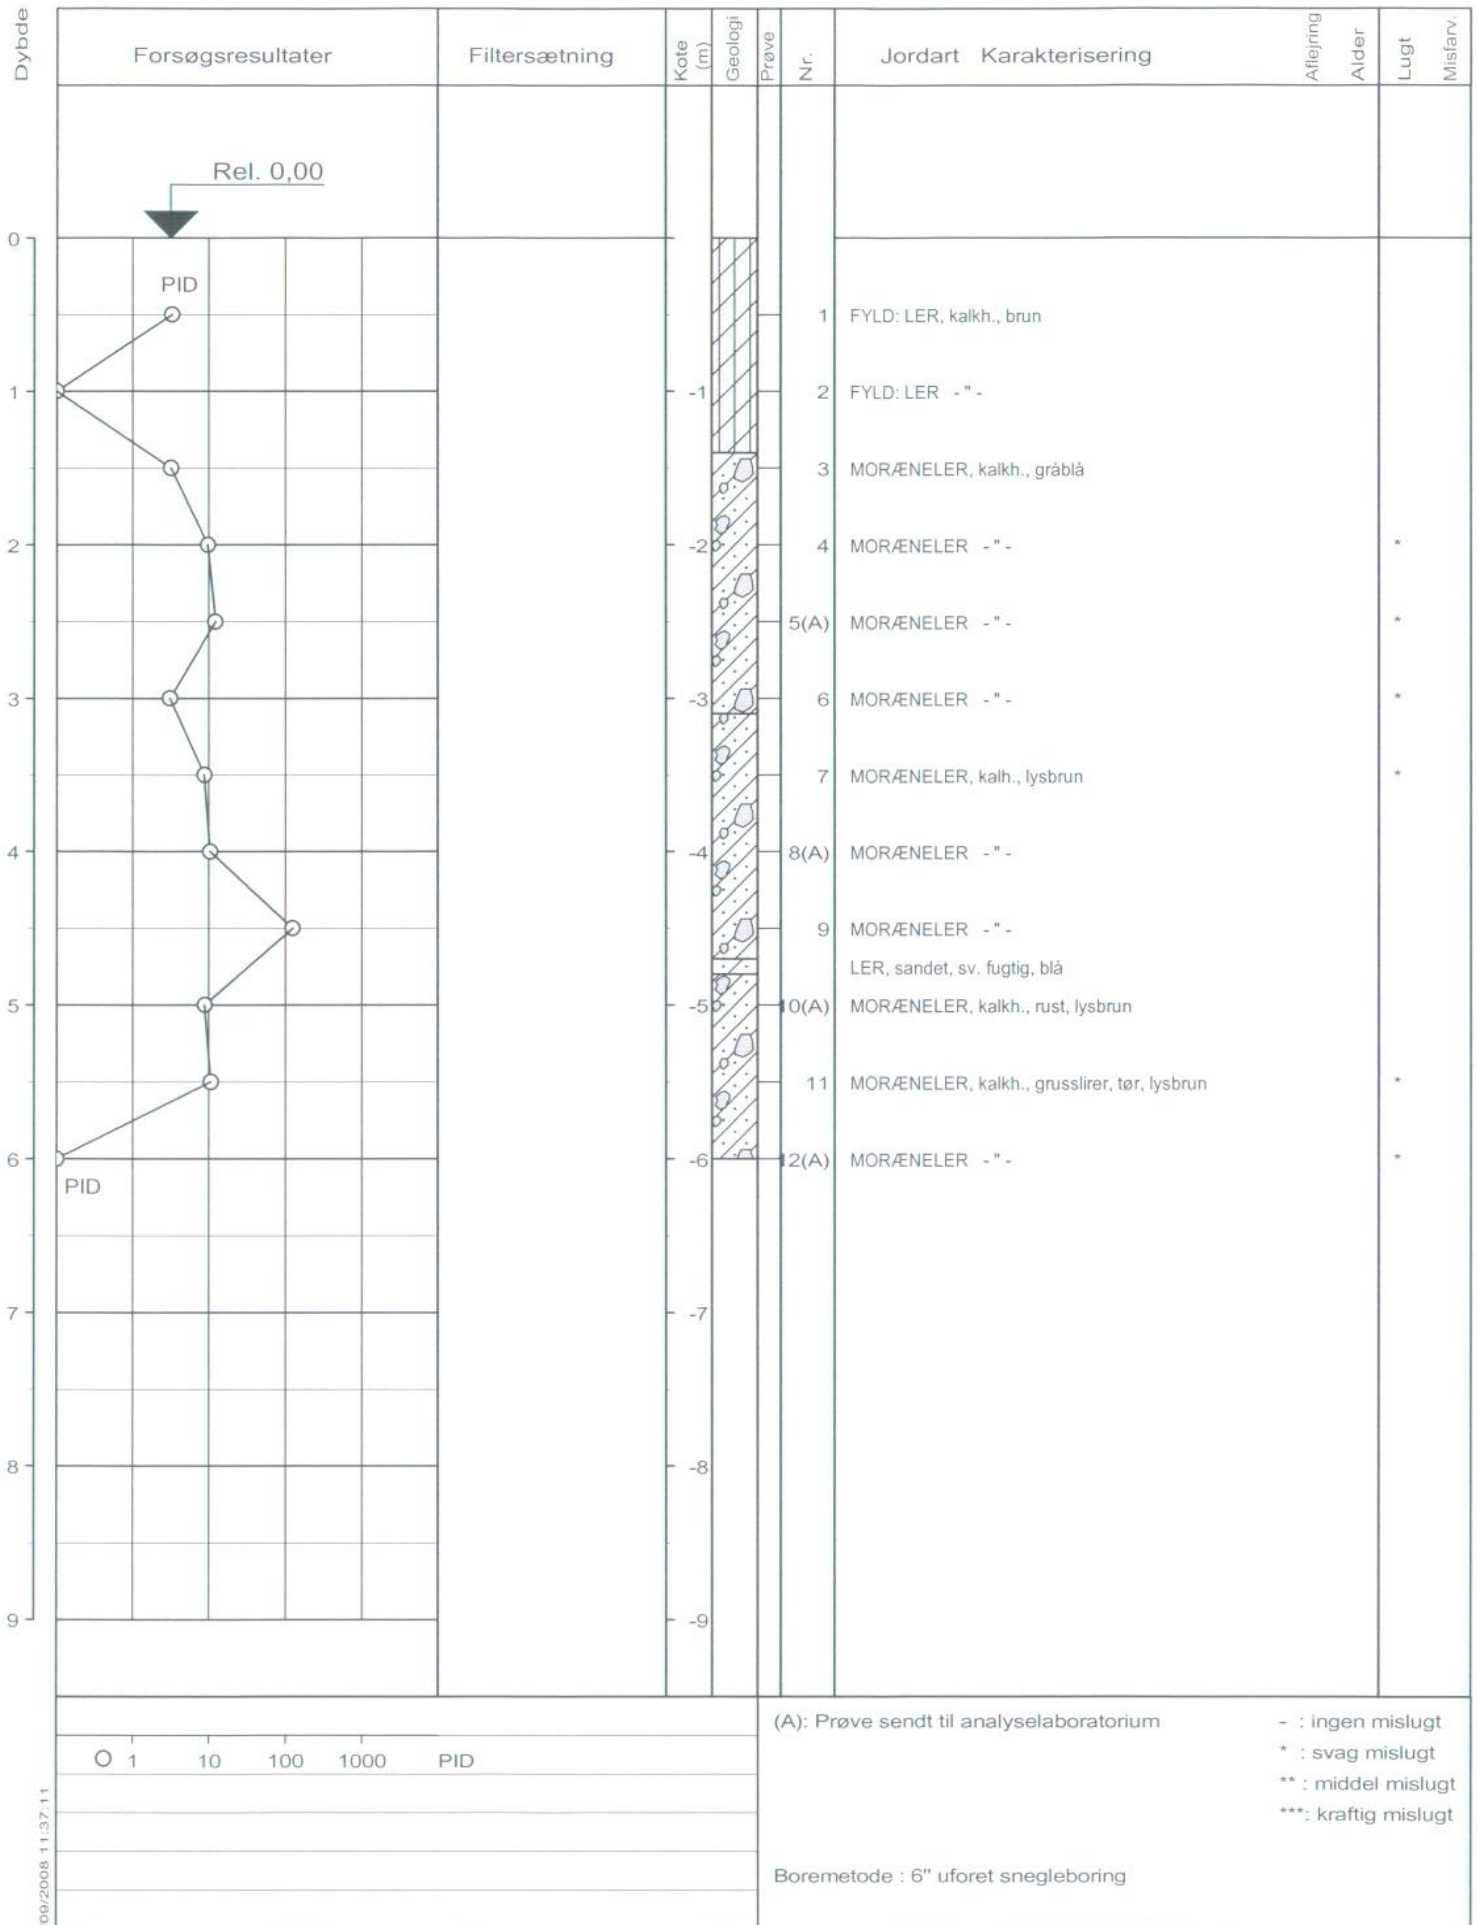 Dybde Forsøgsresultater Filtersætning Kote (m) Geologi Prøve Nr. Jordart Karakterisering Aflejring Alder Lugt Misfarv.
Rel. 0,00
0
PID
1 FYLD: LER, kalkh., brun
1 -1 2 FYLD: LER -"-
3 MORÆNELER, kalkh., gråblå
2 -2 4 MORÆNELER -"- *
5(A) MORÆNELER -"- *
3 -3 6 MORÆNELER -"- *
7 MORÆNELER, kalh., lysbrun *
4 -4 8(A) MORÆNELER -"-
9 MORÆNELER -"-
LER, sandet, sv. fugtig, blå
5 -5 10(A) MORÆNELER, kalkh., rust, lysbrun
11 MORÆNELER, kalkh., grusslirer, tør, lysbrun *
6 -6 12(A) MORÆNELER -"- *
PID
7 -7
8 -8
9 -9
1 10 100 1000 PID
(A): Prøve sendt til analyselaboratorium
- : ingen mislugt
* : svag mislugt
** : middel mislugt
***: kraftig mislugt
Boremetode : 6" uforet snegleboring
09/2008 11:37:11